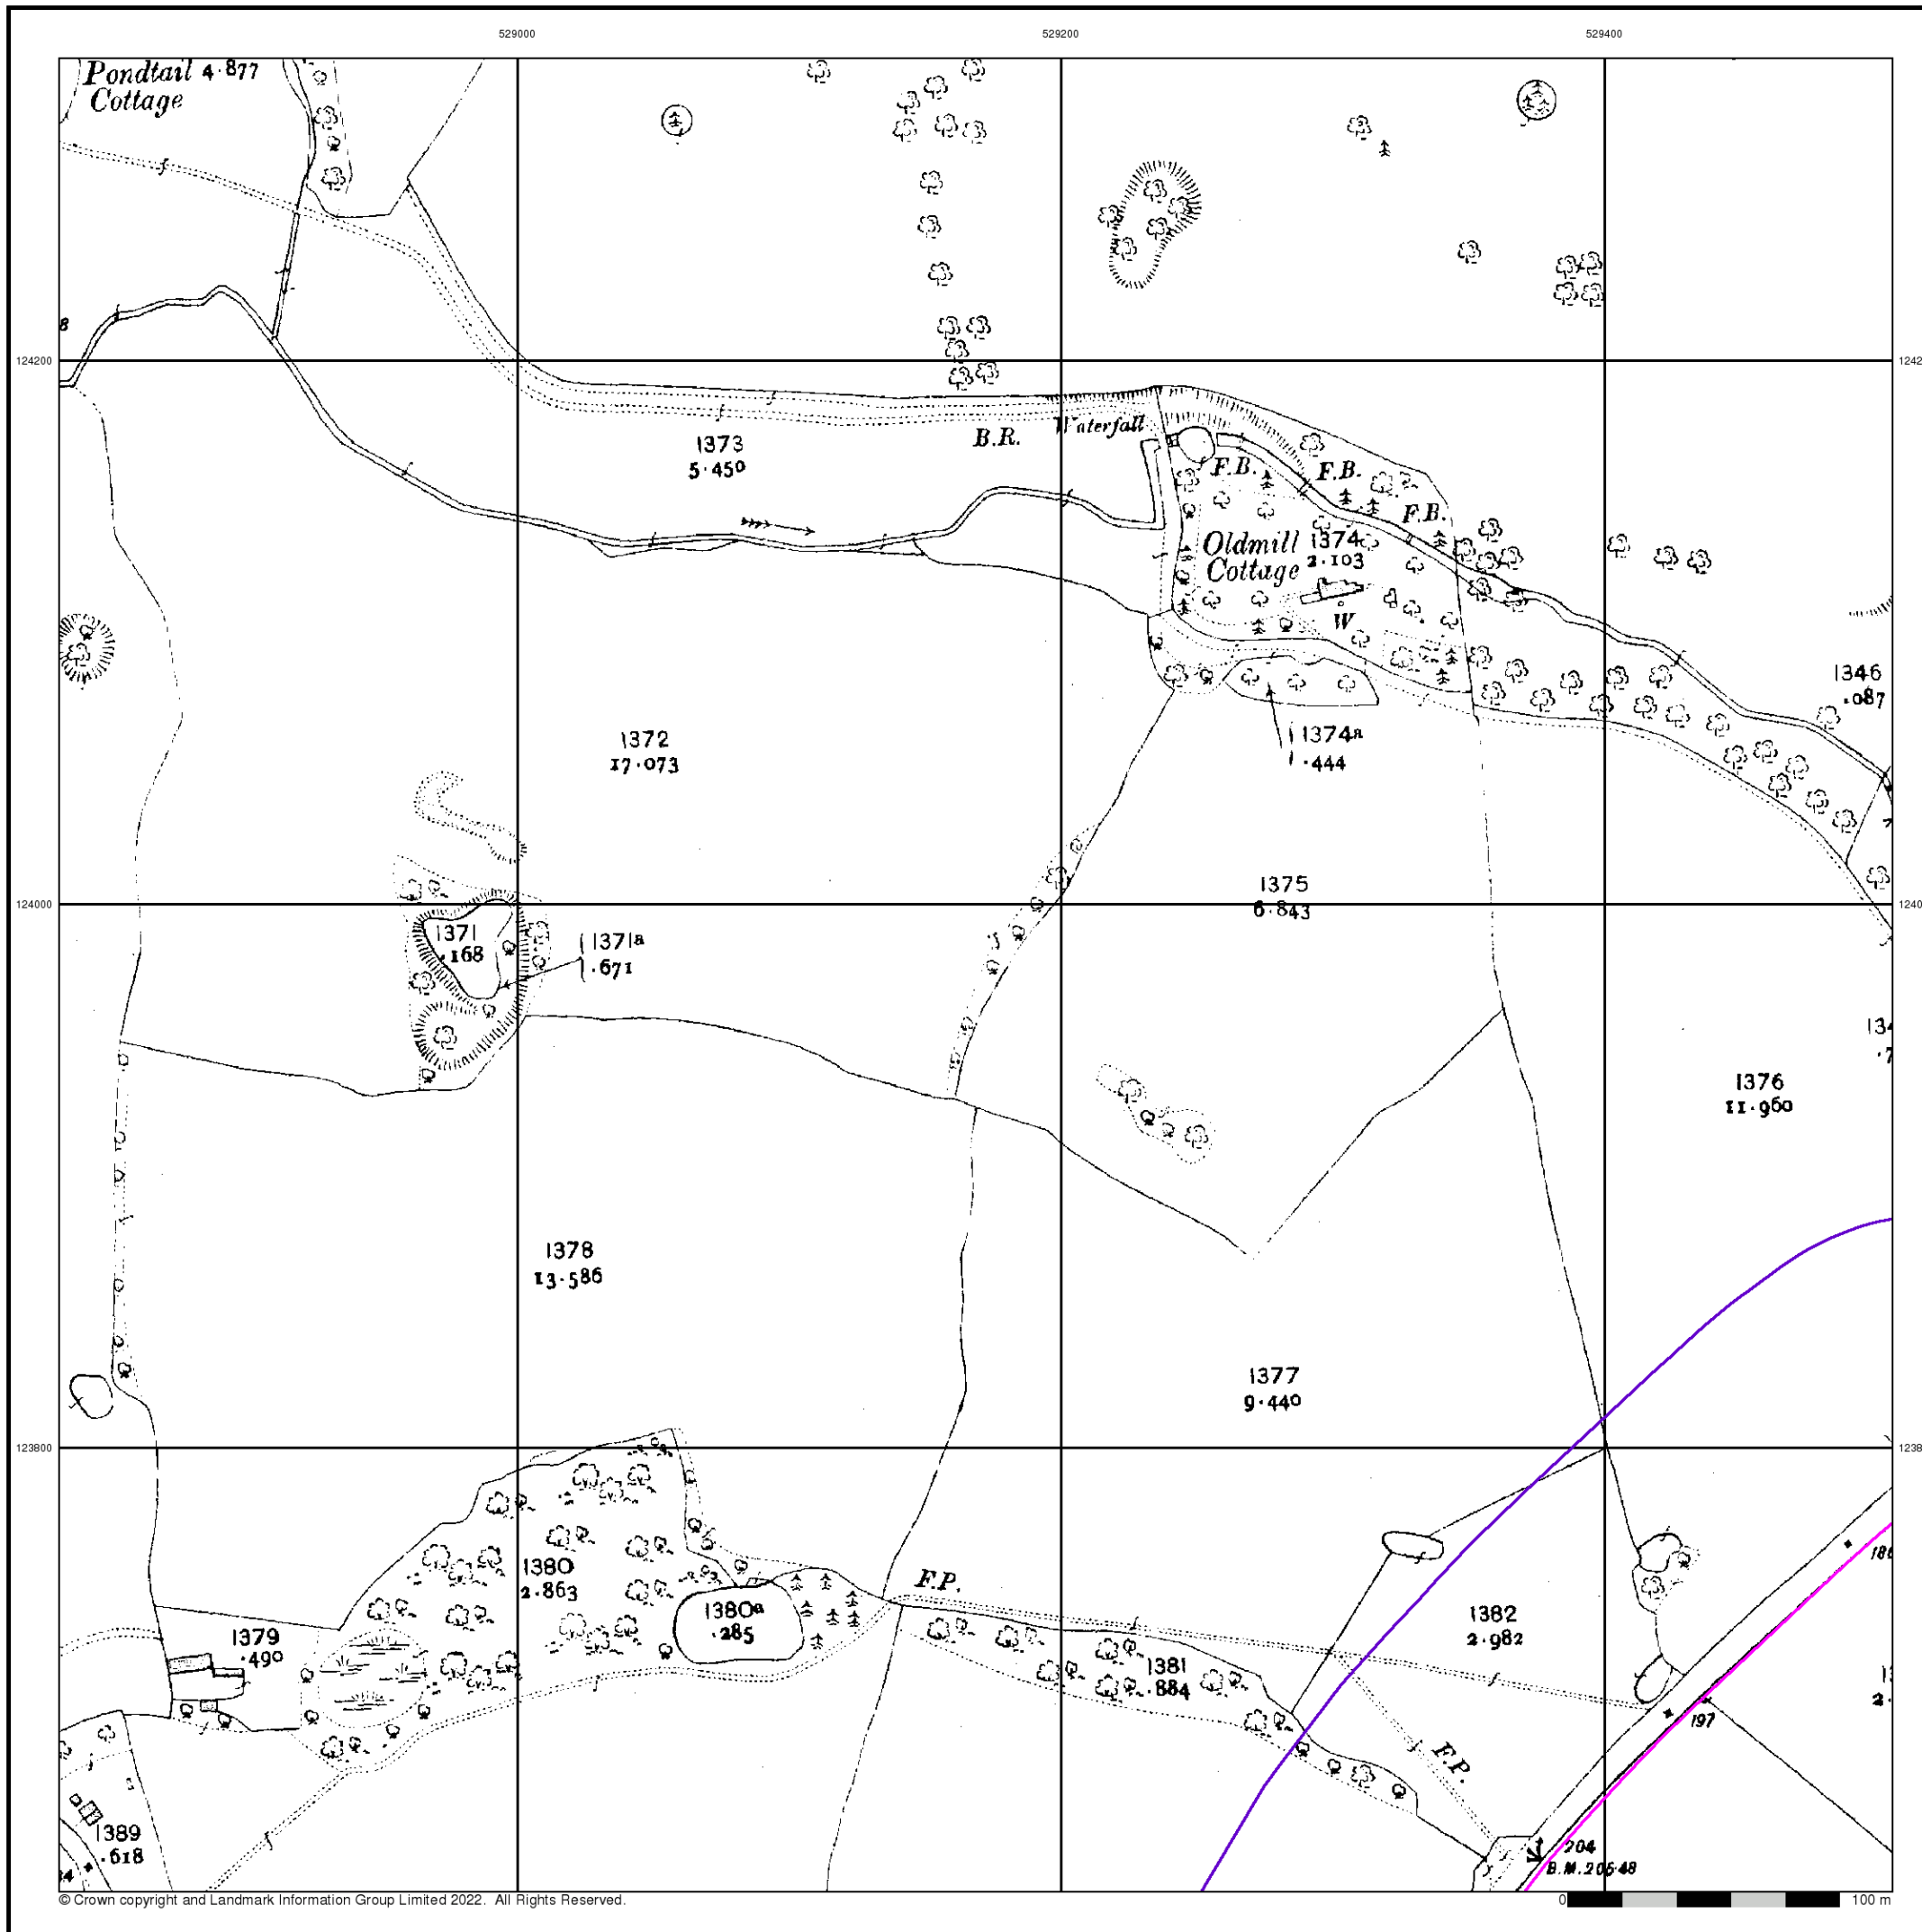 529000
529200
529400
Pondtail 4·877
Cottage
8
124200
B.R.
Waterfall
1373
5·450
F.B.
F.B.
F.B.
Oldmill 1374
Cottage 2·103
W
1346
·087
1374a
·444
1372
17·073
1375
6·843
124000
1371
·168
1371a
·671
1376
11·960
1378
13·586
1377
9·440
123800
1380
2·863
F.P.
1380a
·285
1382
2·982
1379
·490
1381
·884
197
F.P.
1389
·618
204
B.M. 206·48
© Crown copyright and Landmark Information Group Limited 2022. All Rights Reserved.
0 100 m